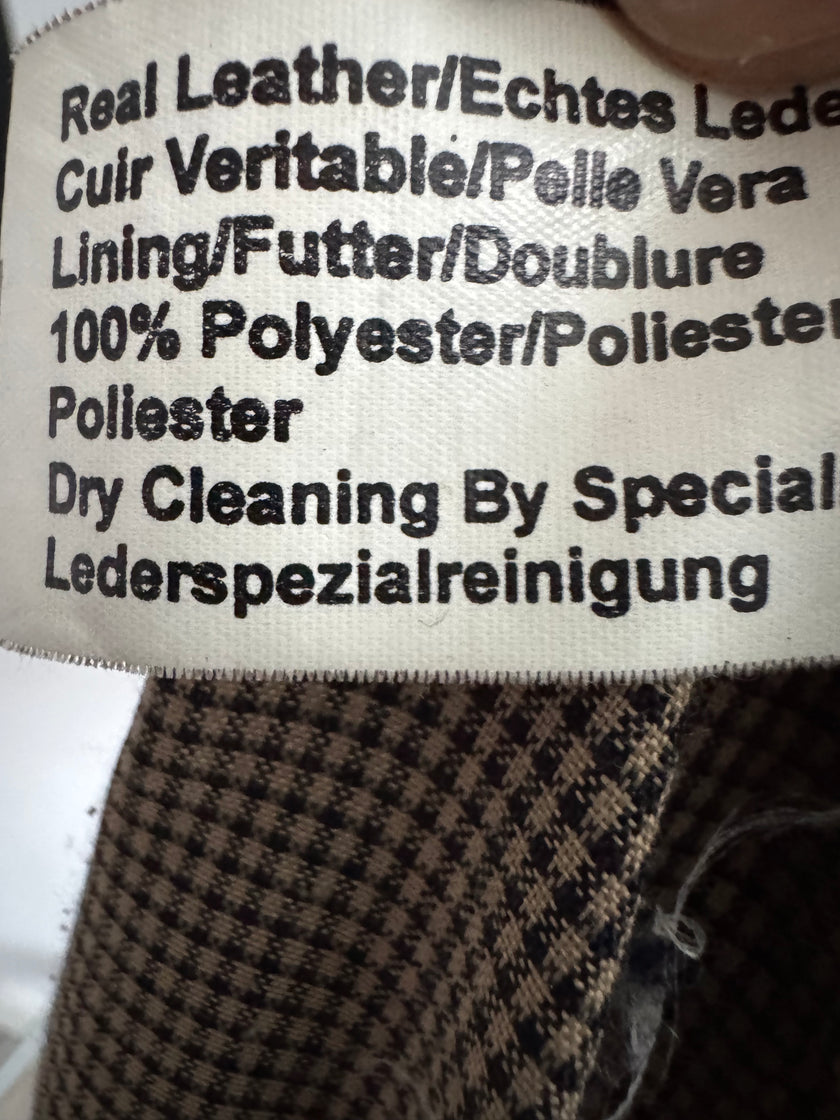 Real Leather/Echtes Lede
Cuir Veritable/Pelle Vera
Lining/Futter/Doublure
100% Polyester/Poliester
Poliester
Dry Cleaning By Special
Lederspezialreinigung